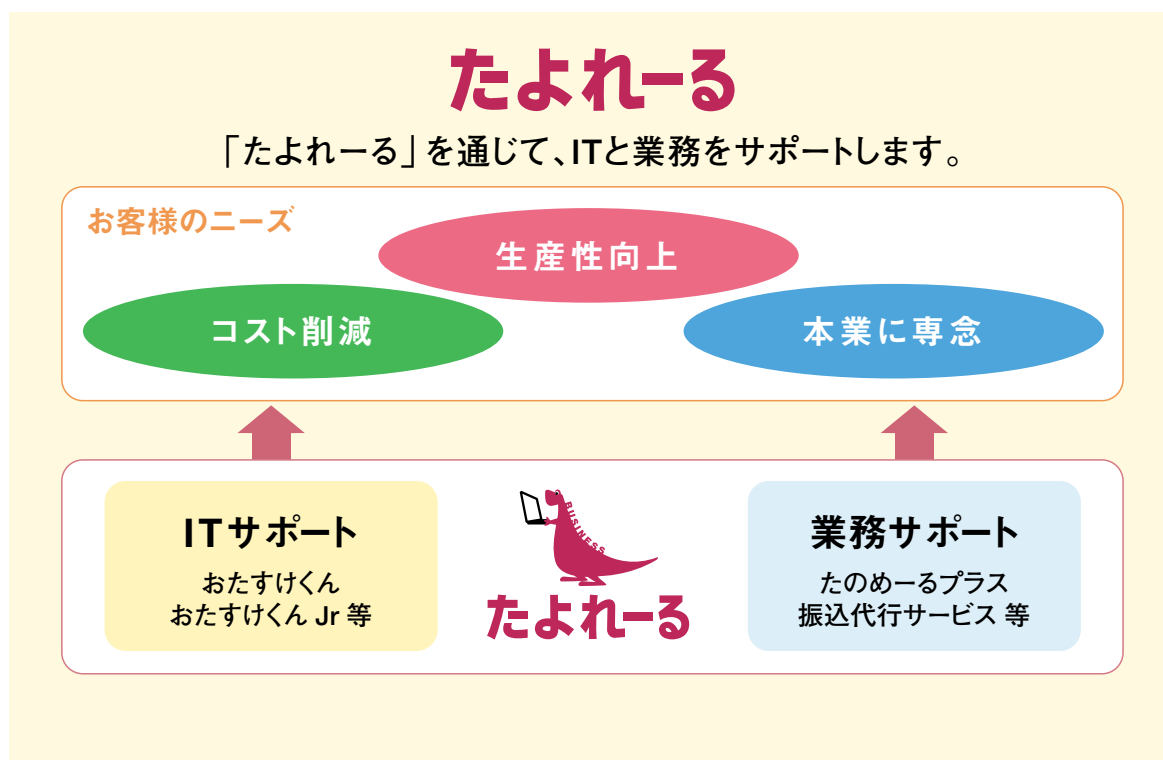 たよれーる
「たよれーる」を通じて、ITと業務をサポートします。
お客様のニーズ
生産性向上
コスト削減
本業に専念
ITサポート
おたすけくん
おたすけくん Jr 等
BUSINESS
たよれーる
業務サポート
たのめーるプラス
振込代行サービス 等